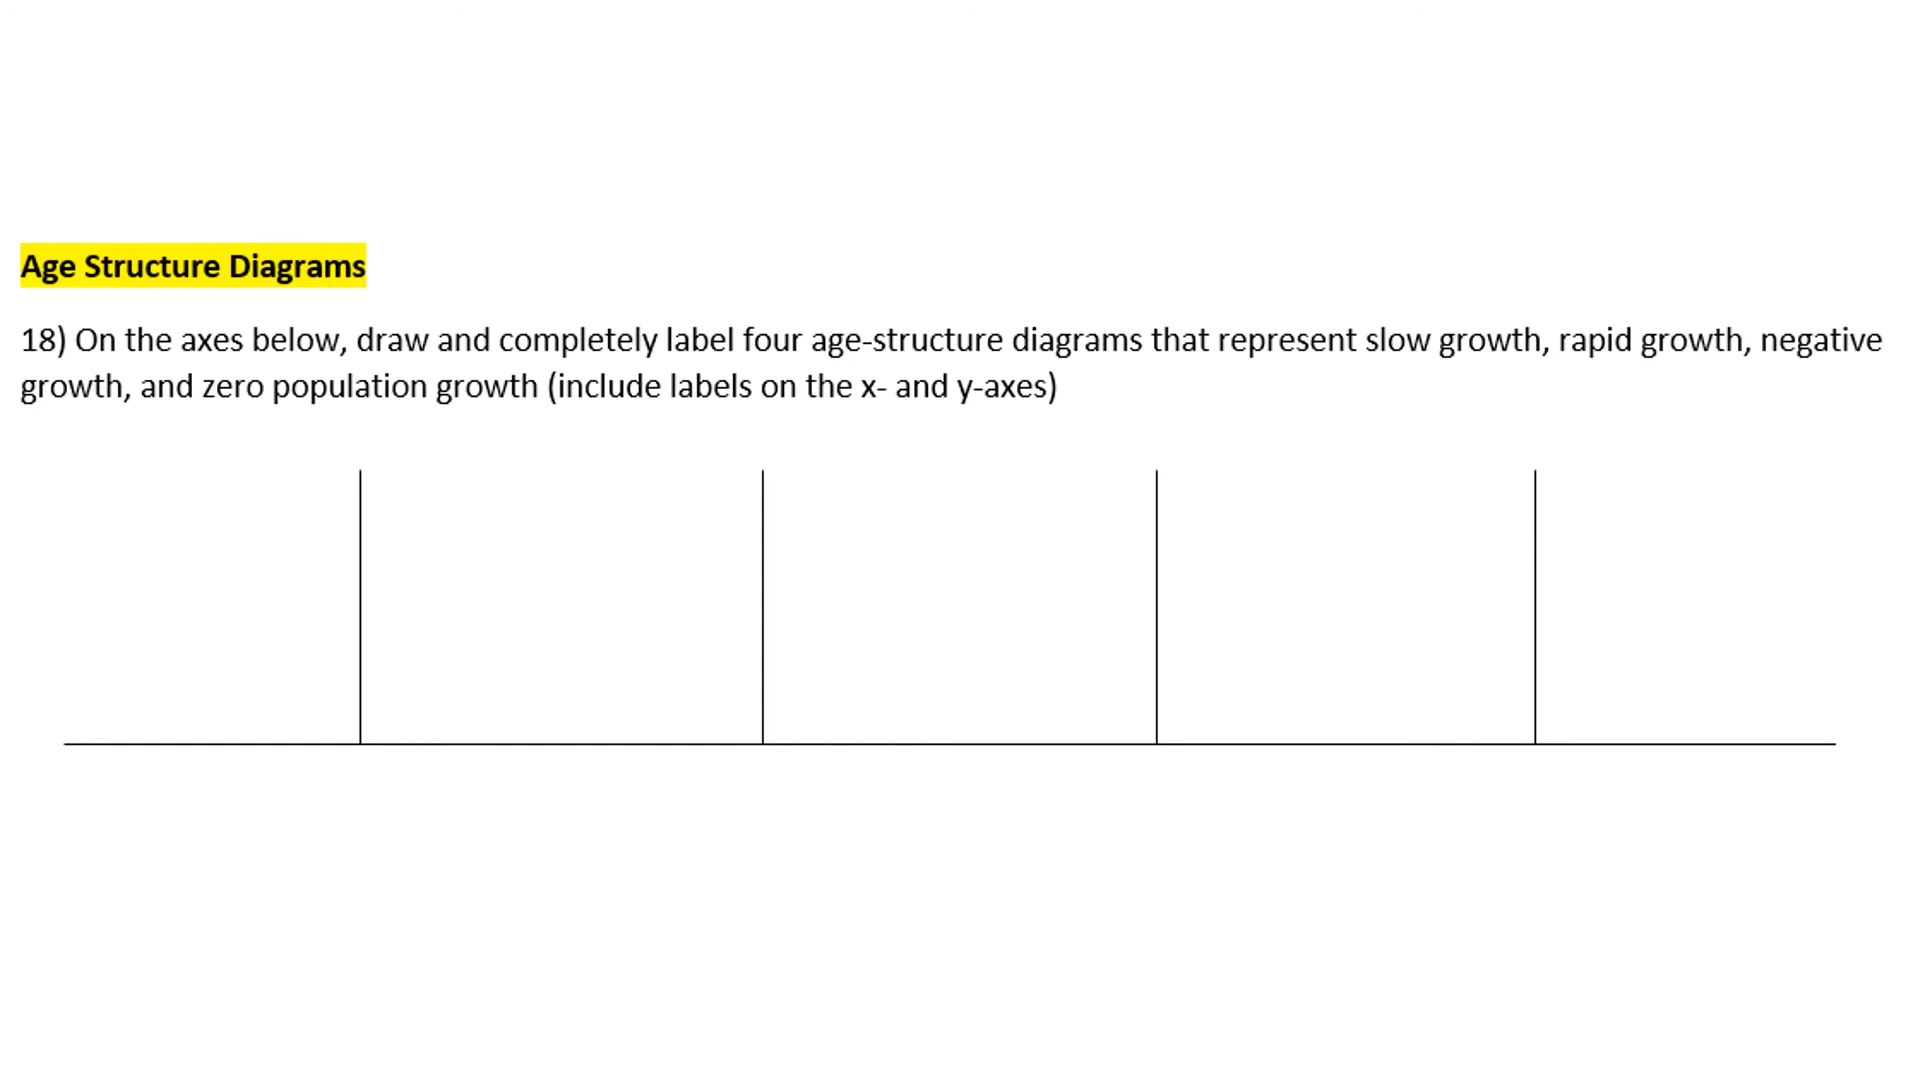 Age Structure Diagrams
18) On the axes below, draw and completely label four age-structure diagrams that represent slow growth, rapid growth, negative
growth, and zero population growth (include labels on the x- and y-axes)